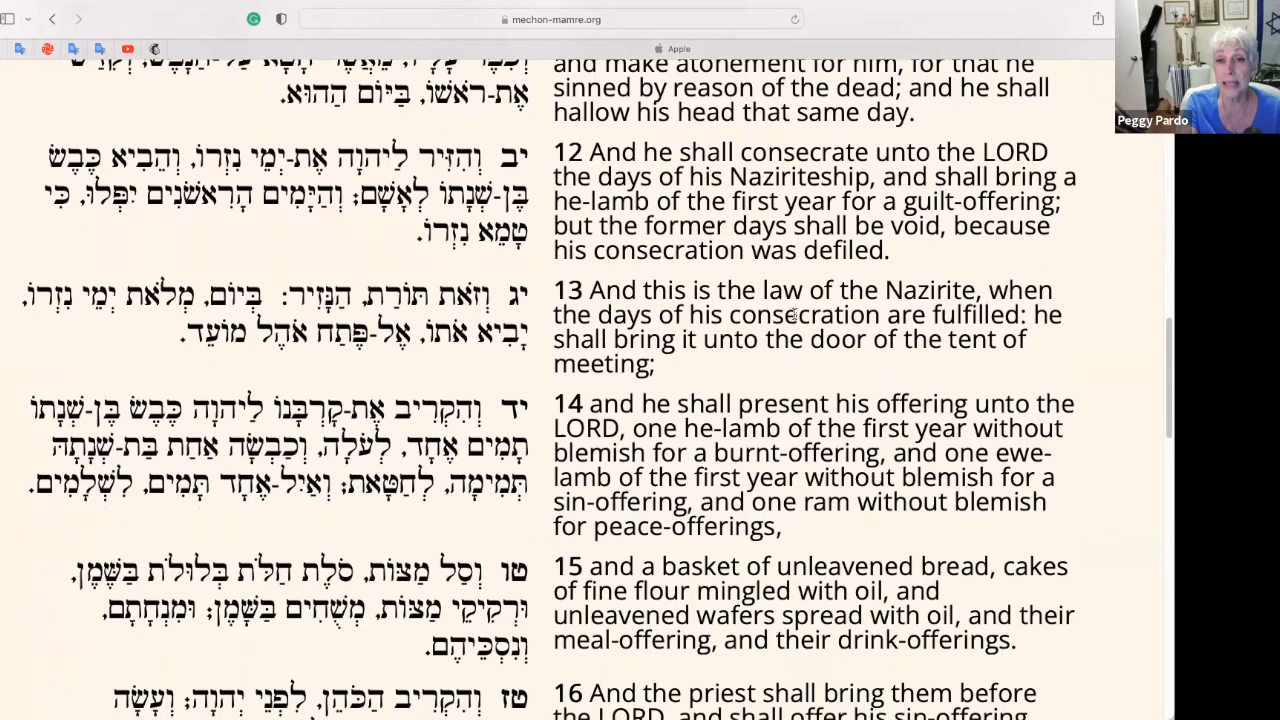 mechon-mamre.org
Apple
Peggy Pardo
אֶת-רֹאשׁוֹ, בַּיּוֹם הַהוּא.
and make atonement for him, for that he
sinned by reason of the dead; and he shall
hallow his head that same day.
יב וְהִזִּיר לַיהוָה אֶת-יְמֵי נִזְרוֹ, וְהֵבִיא כֶּבֶשׂ
בֶּן-שְׁנָתוֹ לְאָשָׁם; וְהַיָּמִים הָרִאשֹׁנִים יִפְּלוּ, כִּי
טָמֵא נִזְרוֹ.
12 And he shall consecrate unto the LORD
the days of his Naziriteship, and shall bring a
he-lamb of the first year for a guilt-offering;
but the former days shall be void, because
his consecration was defiled.
יג וְזֹאת תּוֹרַת, הַנָּזִיר: בְּיוֹם, מְלֹאת יְמֵי נִזְרוֹ,
יָבִיא אֹתוֹ, אֶל-פֶּתַח אֹהֶל מוֹעֵד.
13 And this is the law of the Nazirite, when
the days of his consecration are fulfilled: he
shall bring it unto the door of the tent of
meeting;
יד וְהִקְרִיב אֶת-קָרְבָּנוֹ לַיהוָה כֶּבֶשׂ בֶּן-שְׁנָתוֹ
תָמִים אֶחָד, לְעֹלָה, וְכַבְשָׂה אַחַת בַּת-שְׁנָתָהּ
תְּמִימָה, לְחַטָּאת; וְאַיִל-אֶחָד תָּמִים, לִשְׁלָמִים.
14 and he shall present his offering unto the
LORD, one he-lamb of the first year without
blemish for a burnt-offering, and one ewe-
lamb of the first year without blemish for a
sin-offering, and one ram without blemish
for peace-offerings,
טו וְסַל מַצּוֹת, סֹלֶת חַלֹּת בְּלוּלֹת בַּשֶּׁמֶן,
וּרְקִיקֵי מַצּוֹת, מְשֻׁחִים בַּשָּׁמֶן; וּמִנְחָתָם,
וְנִסְכֵּיהֶם.
15 and a basket of unleavened bread, cakes
of fine flour mingled with oil, and
unleavened wafers spread with oil, and their
meal-offering, and their drink-offerings.
טז וְהִקְרִיב הַכֹּהֵן, לִפְנֵי יְהוָה; וְעָשָׂה
16 And the priest shall bring them before
the LORD, and shall offer his sin-offering,